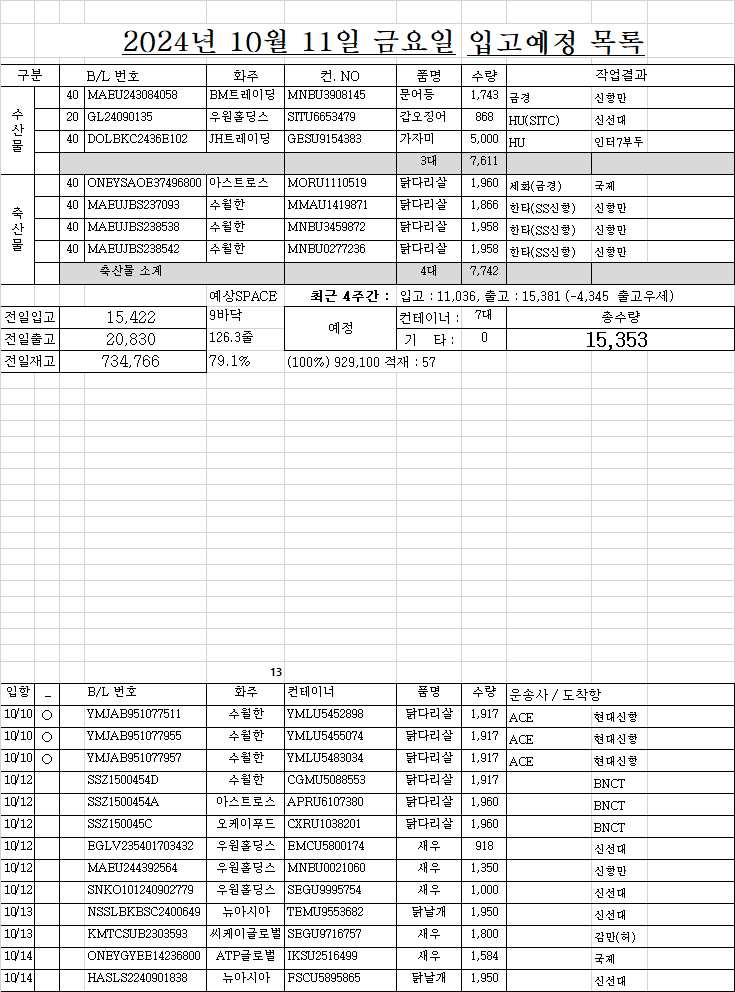 2024년 10월 11일 금요일 입고예정 목록
구분 B/L 번호 화주 컨. NO 품명 수량 작업결과
수산물
40 MAEU243084058 BM트레이딩 MNBU3908145 문어등 1,743 금경 신항만
20 GL24090135 우원홀딩스 SITU6653479 갑오징어 868 HU(SITC) 신선대
40 DOLBKC2436E102 JH트레이딩 GESU9154383 가자미 5,000 HU 인터7부두
3대 7,611
축산물
40 ONEYSAOE37496800 아스트로스 MORU1110519 닭다리살 1,960 세화(금경) 국제
40 MAEUJBS237093 수월한 MMAU1419871 닭다리살 1,866 한타(SS신항) 신항만
40 MAEUJBS238538 수월한 MNBU3459872 닭다리살 1,958 한타(SS신항) 신항만
40 MAEUJBS238542 수월한 MNBU0277236 닭다리살 1,958 한타(SS신항) 신항만
축산물 소계 4대 7,742
예상SPACE 최근 4주간 : 입고 : 11,036, 출고 : 15,381 (-4,345 출고우세)
전일입고 15,422 9바닥 예정 컨테이너 : 7대 총수량
전일출고 20,830 126.3줄 기 타 : 0 15,353
전일재고 734,766 79.1% (100%) 929,100 적재 : 57
13
입항 _ B/L 번호 화주 컨테이너 품명 수량 운송사 / 도착항
10/10 ○ YMJAB951077511 수월한 YMLU5452898 닭다리살 1,917 ACE 현대신항
10/10 ○ YMJAB951077955 수월한 YMLU5455074 닭다리살 1,917 ACE 현대신항
10/10 ○ YMJAB951077957 수월한 YMLU5483034 닭다리살 1,917 ACE 현대신항
10/12 SSZ1500454D 수월한 CGMU5088553 닭다리살 1,917 BNCT
10/12 SSZ1500454A 아스트로스 APRU6107380 닭다리살 1,960 BNCT
10/12 SSZ150045C 오케이푸드 CXRU1038201 닭다리살 1,960 BNCT
10/12 EGLV235401703432 우원홀딩스 EMCU5800174 새우 918 신선대
10/12 MAEU244392564 우원홀딩스 MNBU0021060 새우 1,350 신항만
10/12 SNKO101240902779 우원홀딩스 SEGU9995754 새우 1,000 신선대
10/13 NSSLBKBSC2400649 뉴아시아 TEMU9553682 닭날개 1,950 신선대
10/13 KMTCSUB2303593 씨케이글로벌 SEGU9716757 새우 1,800 감만(허)
10/14 ONEYGYEE14236800 ATP글로벌 IKSU2516499 새우 1,584 국제
10/14 HASLS2240901838 뉴아시아 FSCU5895865 닭날개 1,950 신선대